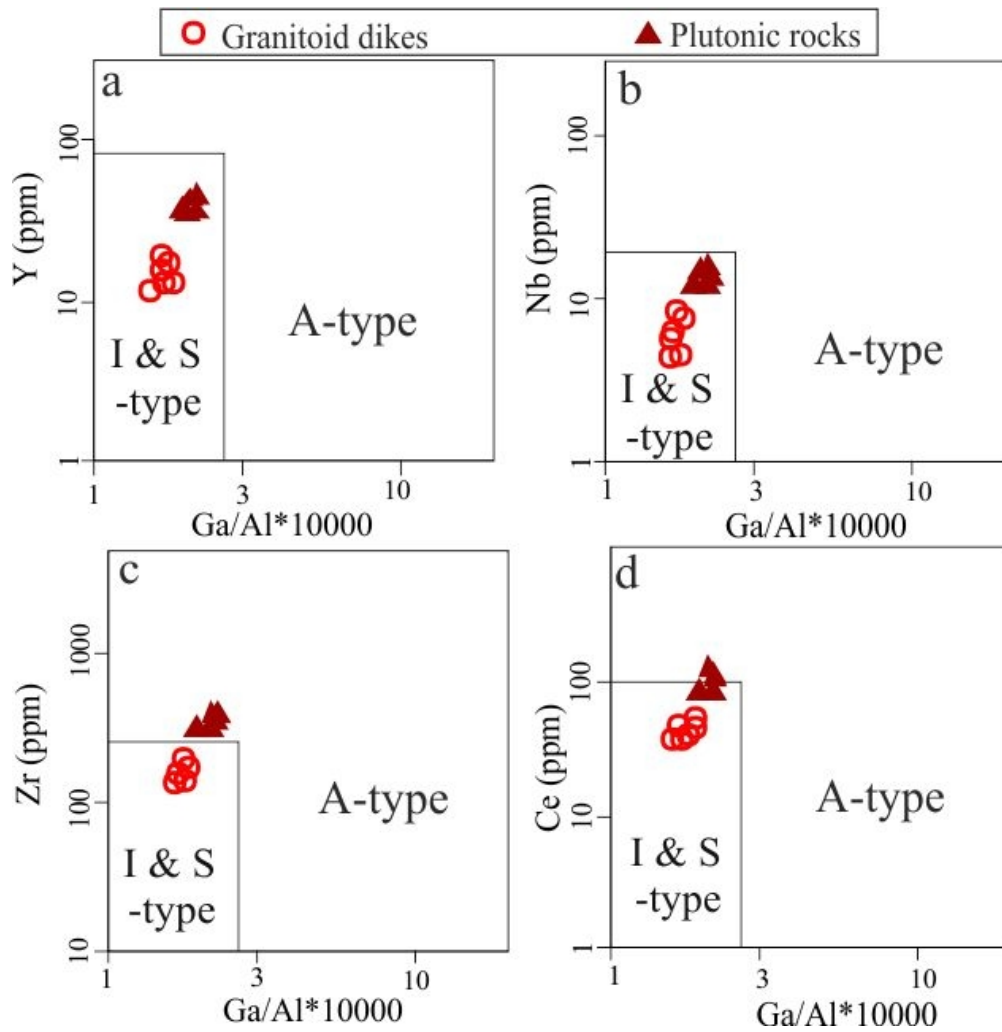 Granitoid dikes
Plutonic rocks
a
Y (ppm)
100
10
1
A-type
I & S
-type
1
3
10
Ga/Al*10000
b
Nb (ppm)
100
10
1
A-type
I & S
-type
1
3
10
Ga/Al*10000
c
Zr (ppm)
1000
100
10
A-type
I & S
-type
1
3
10
Ga/Al*10000
d
Ce (ppm)
100
10
1
A-type
I & S
-type
1
3
10
Ga/Al*10000